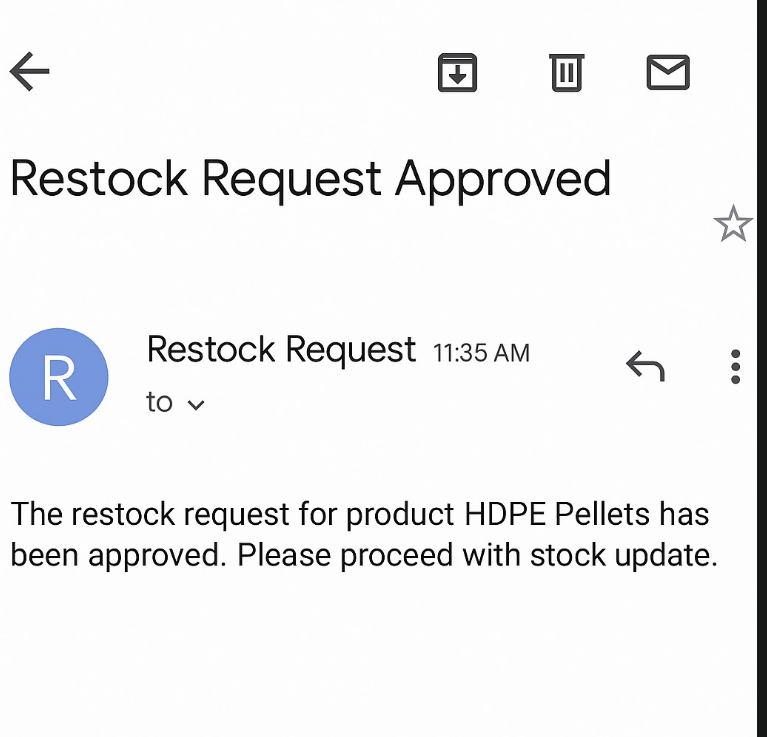 Restock Request Approved
R
Restock Request 11:35 AM
to
The restock request for product HDPE Pellets has
been approved. Please proceed with stock update.